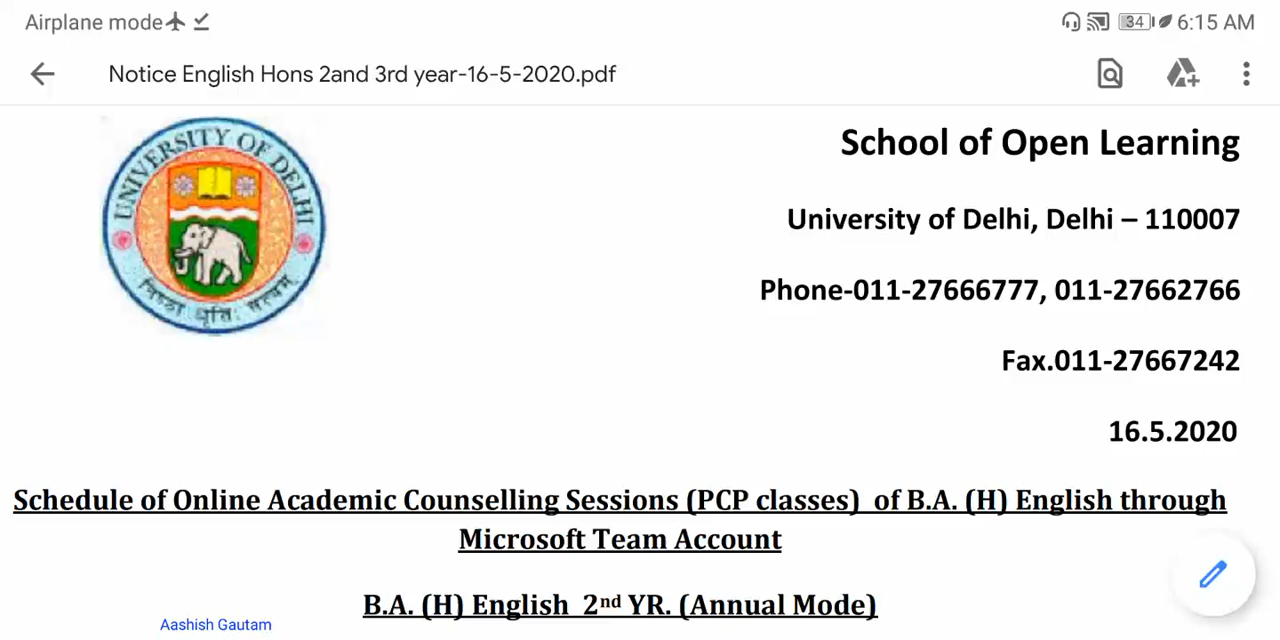 Airplane mode
34 6:15 AM
Notice English Hons 2and 3rd year-16-5-2020.pdf
UNIVERSITY OF DELHI
निष्ठा धृति: सत्यम्
School of Open Learning
University of Delhi, Delhi – 110007
Phone-011-27666777, 011-27662766
Fax.011-27667242
16.5.2020
Schedule of Online Academic Counselling Sessions (PCP classes) of B.A. (H) English through
Microsoft Team Account
B.A. (H) English 2nd YR. (Annual Mode)
Aashish Gautam